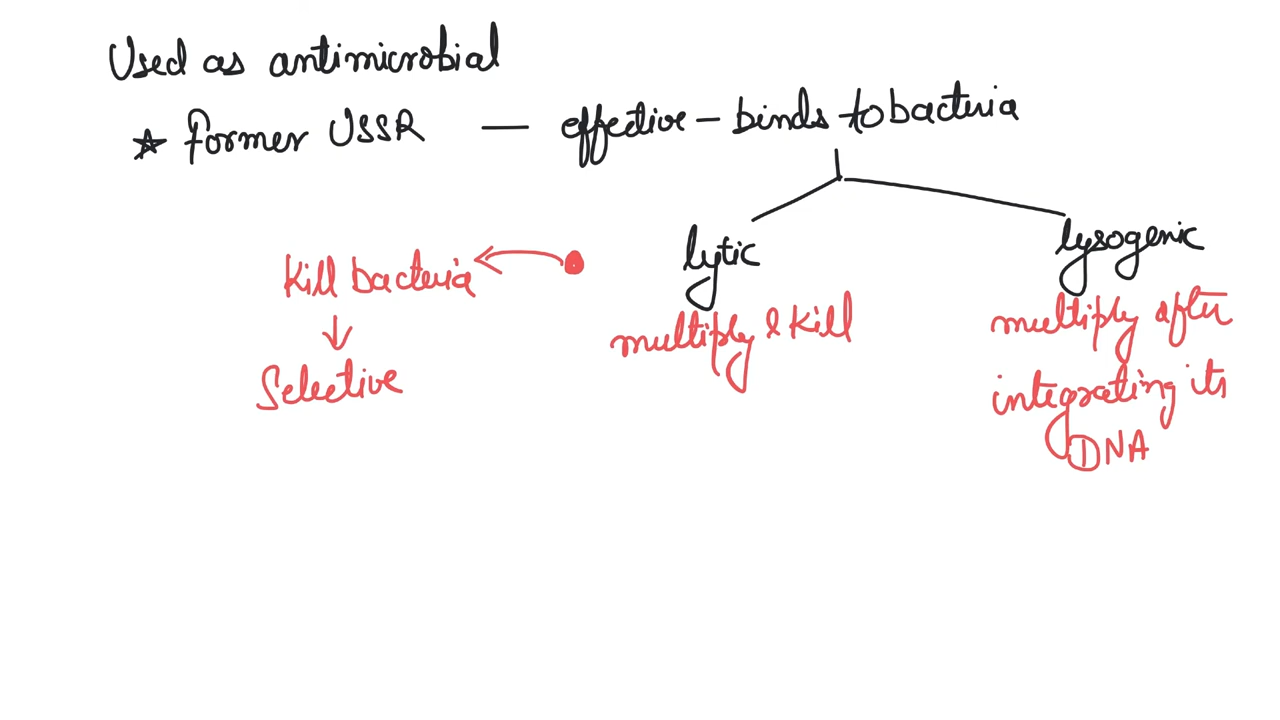 Used as antimicrobial
☆ Former USSR — effective - binds to bacteria
lytic
lysogenic
Kill bacteria
multiply & Kill
multiply after
integrating its
DNA
Selective